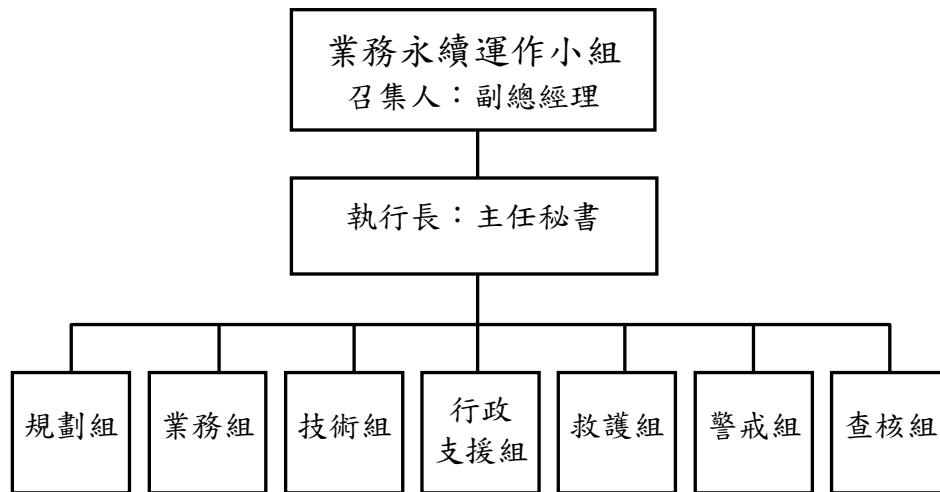 業務永續運作小組
召集人：副總經理
執行長：主任秘書
規劃組
業務組
技術組
行政
支援組
救護組
警戒組
查核組